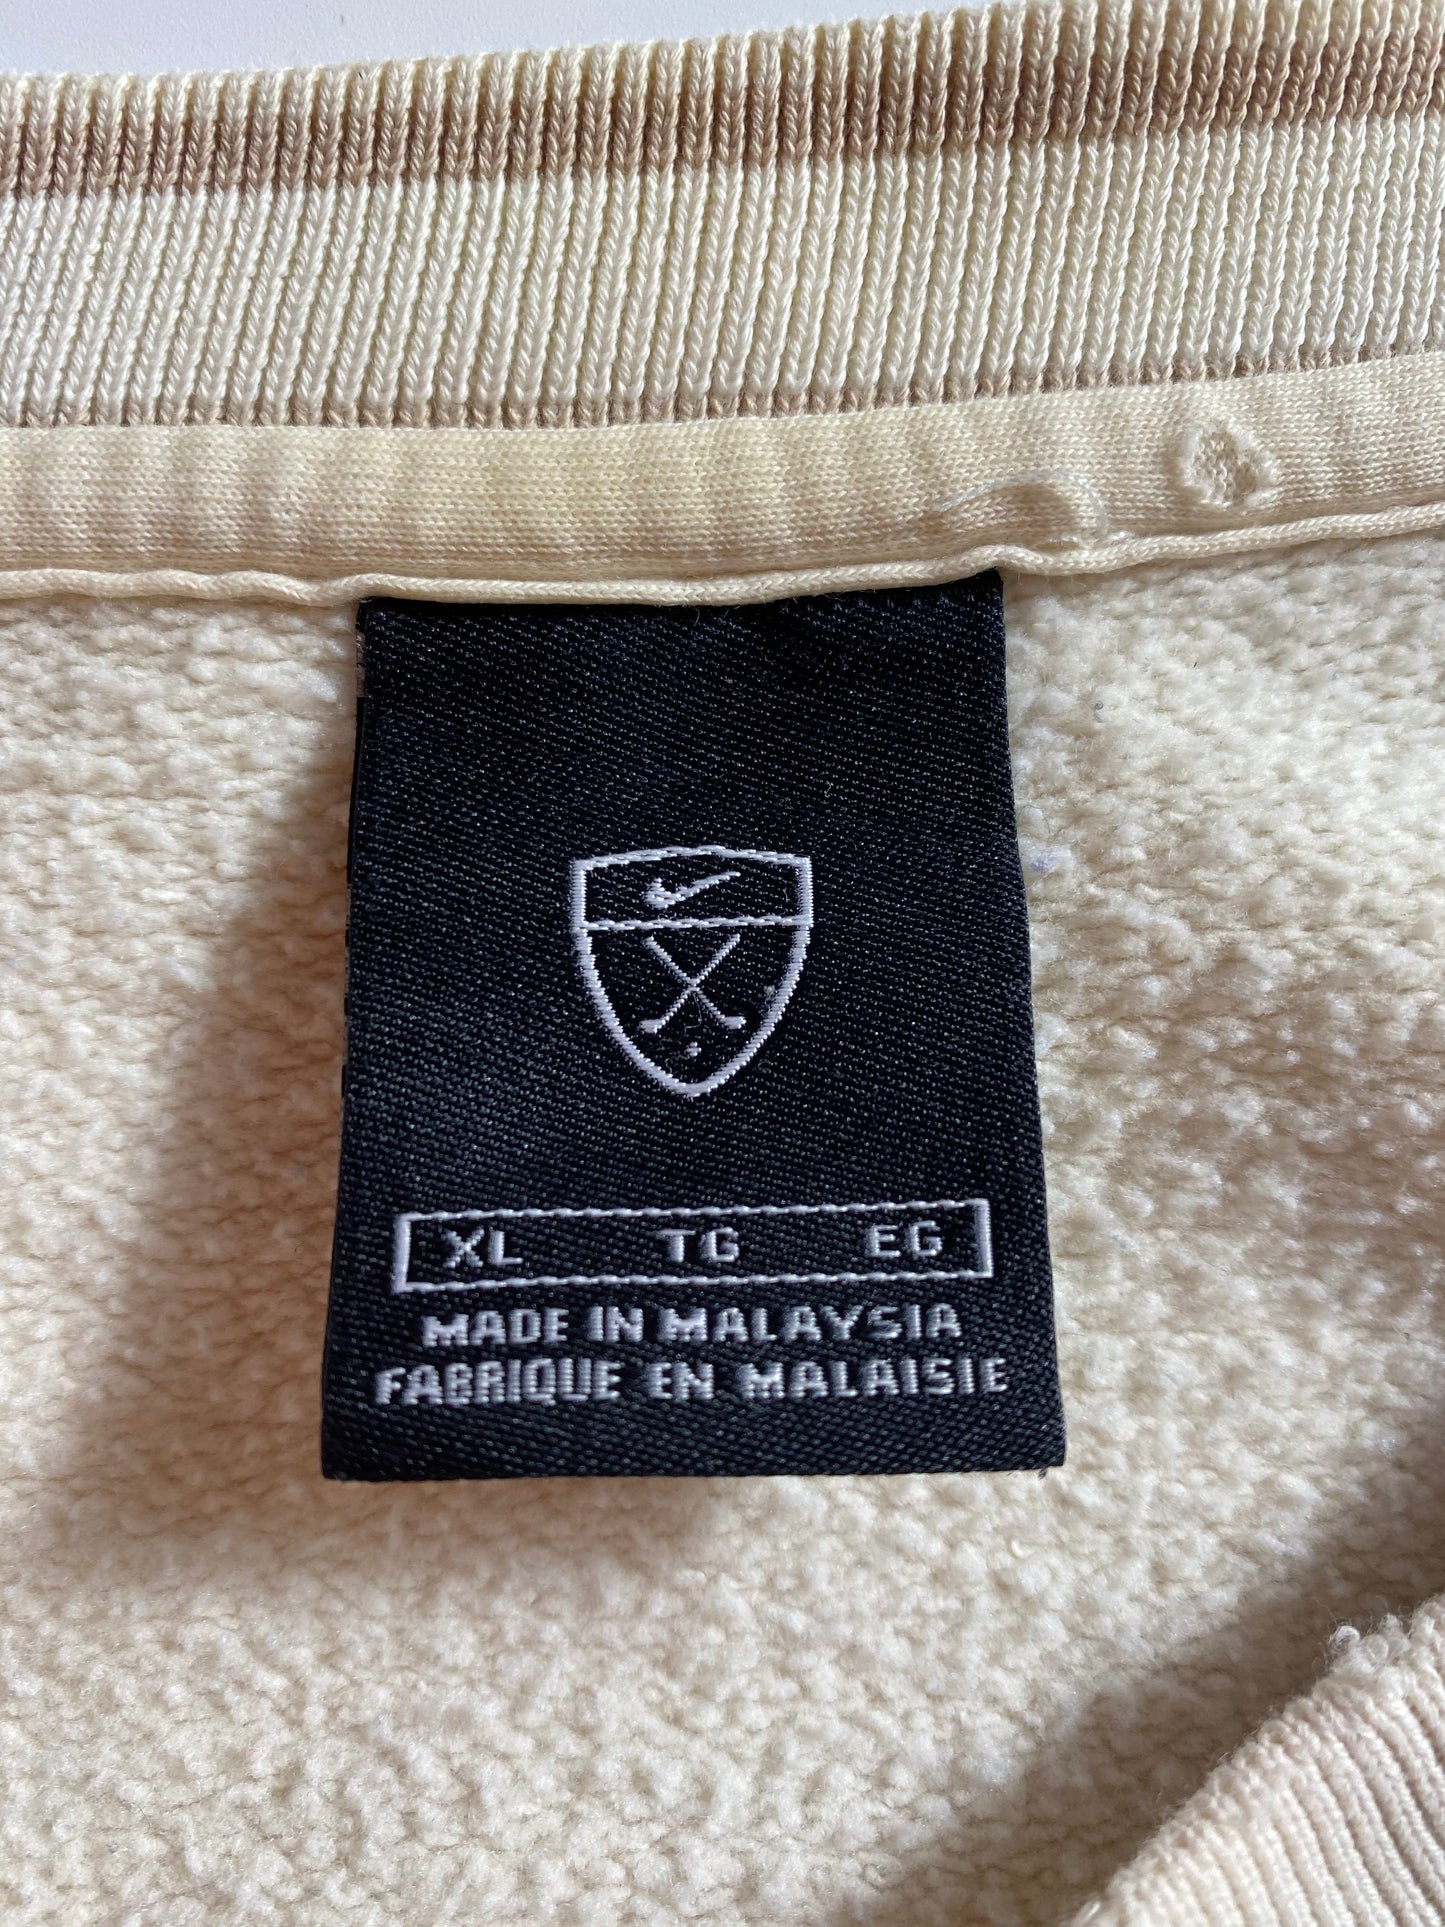 XL TG EG
MADE IN MALAYSIA
FABRIQUE EN MALAISIE